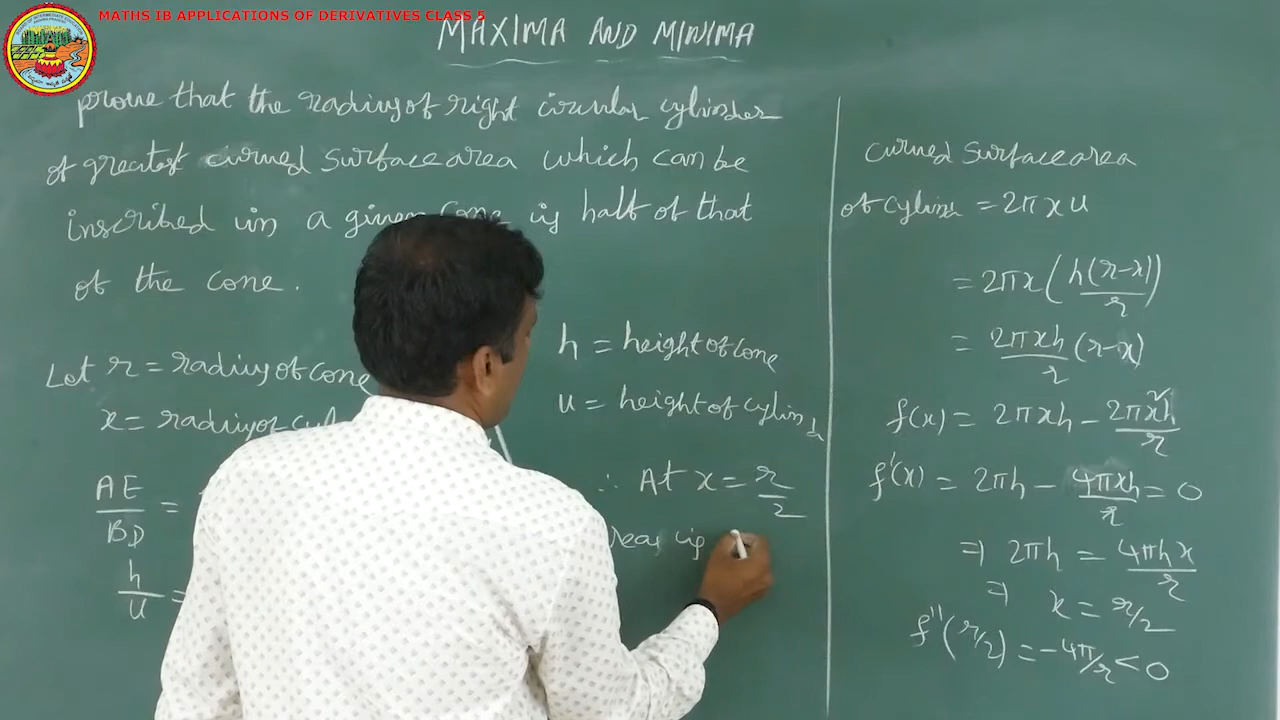 MATHS IB APPLICATIONS OF DERIVATIVES CLASS 5
MAXIMA AND MINIMA
prove that the radius of right circular cylinder
of greatest curved surface area which can be
inscribed in a given cone is half of that
of the cone.
Let r = radius of cone
h = height of cone
x = radius of
u = height of cylind
AE/BD =
h/u =
∴ At x = r/2
is
curved surface area
of cylinder = 2πxu
= 2πx(h(r-x)/r)
= 2πxh/r (r-x)
f(x) = 2πxh - 2πx²h/r
f'(x) = 2πh - 4πxh/r = 0
⇒ 2πh = 4πhx/r
⇒ x = r/2
f''(r/2) = -4π/r < 0